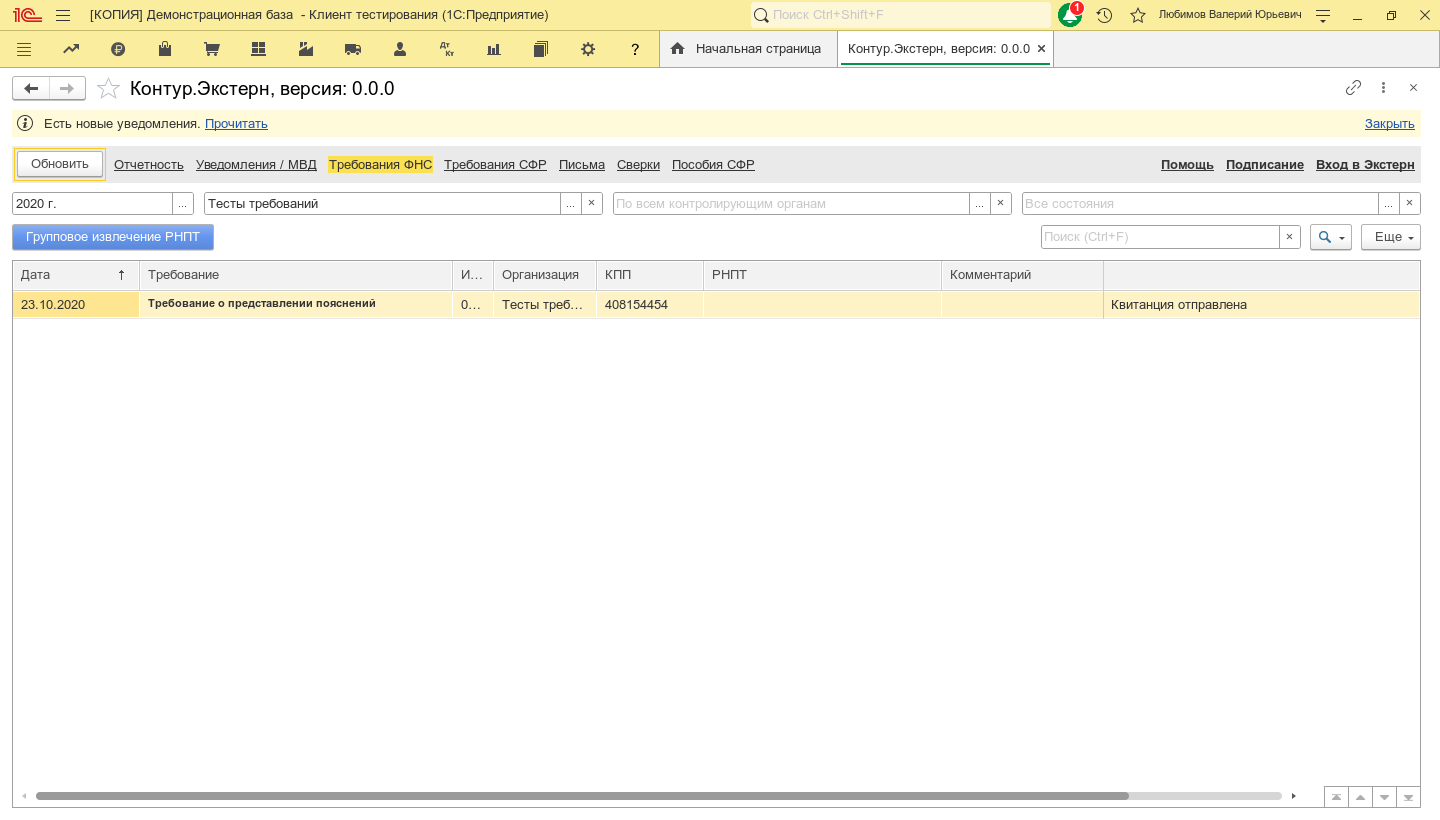 [КОПИЯ] Демонстрационная база - Клиент тестирования (1С:Предприятие)
Поиск Ctrl+Shift+F
1
Любимов Валерий Юрьевич
Дт Кт
?
Начальная страница
Контур.Экстерн, версия: 0.0.0
Контур.Экстерн, версия: 0.0.0
Есть новые уведомления. Прочитать
Закрыть
Обновить
Отчетность
Уведомления / МВД
Требования ФНС
Требования СФР
Письма
Сверки
Пособия СФР
Помощь
Подписание
Вход в Экстерн
2020 г.
...
Тесты требований
...
×
По всем контролирующим органам
...
×
Все состояния
...
×
Групповое извлечение РНПТ
Поиск (Ctrl+F)
×
Еще
Дата
Требование
И...
Организация
КПП
РНПТ
Комментарий
23.10.2020
Требование о представлении пояснений
0...
Тесты треб...
408154454
Квитанция отправлена